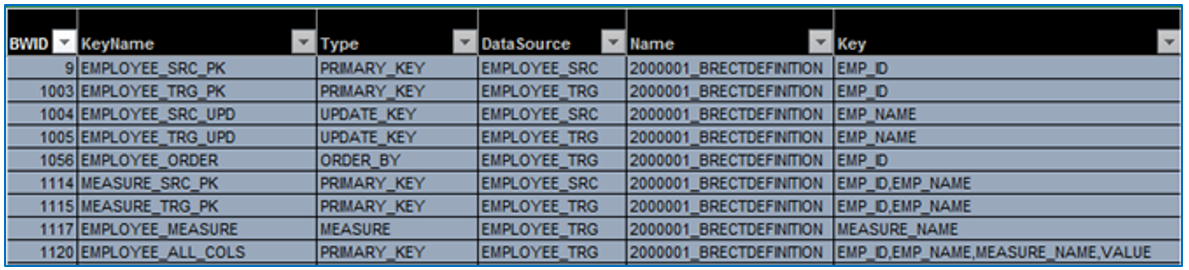 BWID KeyName Type DataSource Name Key
9 EMPLOYEE_SRC_PK PRIMARY_KEY EMPLOYEE_SRC 2000001_BRECTDEFINITION EMP_ID
1003 EMPLOYEE_TRG_PK PRIMARY_KEY EMPLOYEE_TRG 2000001_BRECTDEFINITION EMP_ID
1004 EMPLOYEE_SRC_UPD UPDATE_KEY EMPLOYEE_SRC 2000001_BRECTDEFINITION EMP_NAME
1005 EMPLOYEE_TRG_UPD UPDATE_KEY EMPLOYEE_TRG 2000001_BRECTDEFINITION EMP_NAME
1056 EMPLOYEE_ORDER ORDER_BY EMPLOYEE_TRG 2000001_BRECTDEFINITION EMP_ID
1114 MEASURE_SRC_PK PRIMARY_KEY EMPLOYEE_SRC 2000001_BRECTDEFINITION EMP_ID,EMP_NAME
1115 MEASURE_TRG_PK PRIMARY_KEY EMPLOYEE_TRG 2000001_BRECTDEFINITION EMP_ID,EMP_NAME
1117 EMPLOYEE_MEASURE MEASURE EMPLOYEE_TRG 2000001_BRECTDEFINITION MEASURE_NAME
1120 EMPLOYEE_ALL_COLS PRIMARY_KEY EMPLOYEE_TRG 2000001_BRECTDEFINITION EMP_ID,EMP_NAME,MEASURE_NAME,VALUE